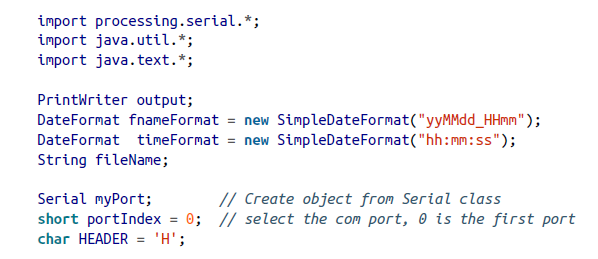 import processing.serial.*;
import java.util.*;
import java.text.*;

PrintWriter output;
DateFormat fnameFormat = new SimpleDateFormat("yyMMdd_HHmm");
DateFormat  timeFormat = new SimpleDateFormat("hh:mm:ss");
String fileName;

Serial myPort;        // Create object from Serial class
short portIndex = 0;  // select the com port, 0 is the first port
char HEADER = 'H';